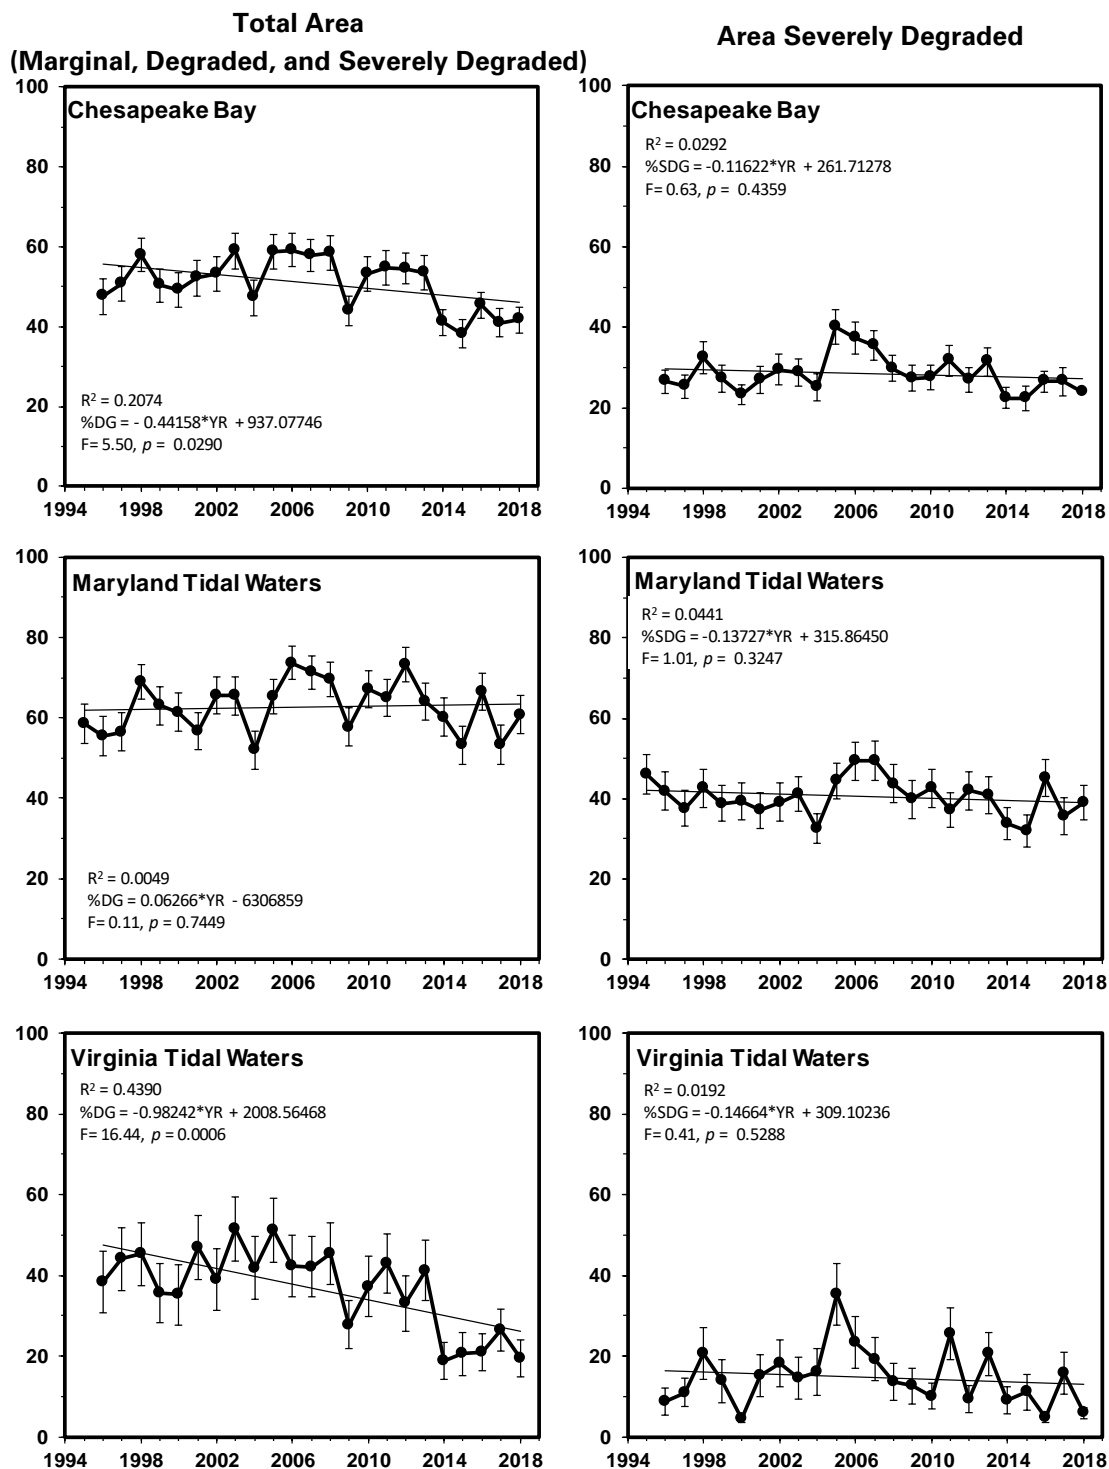 Total Area
(Marginal, Degraded, and Severely Degraded)
Area Severely Degraded
100
80
60
40
20
0
Chesapeake Bay
R² = 0.2074
%DG = - 0.44158*YR + 937.07746
F= 5.50, p = 0.0290
1994 1998 2002 2006 2010 2014 2018
100
80
60
40
20
0
Chesapeake Bay
R² = 0.0292
%SDG = -0.11622*YR + 261.71278
F= 0.63, p = 0.4359
1994 1998 2002 2006 2010 2014 2018
100
80
60
40
20
0
Maryland Tidal Waters
R² = 0.0049
%DG = 0.06266*YR - 6306859
F= 0.11, p = 0.7449
1994 1998 2002 2006 2010 2014 2018
100
80
60
40
20
0
Maryland Tidal Waters
R² = 0.0441
%SDG = -0.13727*YR + 315.86450
F= 1.01, p = 0.3247
1994 1998 2002 2006 2010 2014 2018
100
80
60
40
20
0
Virginia Tidal Waters
R² = 0.4390
%DG = -0.98242*YR + 2008.56468
F= 16.44, p = 0.0006
1994 1998 2002 2006 2010 2014 2018
100
80
60
40
20
0
Virginia Tidal Waters
R² = 0.0192
%SDG = -0.14664*YR + 309.10236
F= 0.41, p = 0.5288
1994 1998 2002 2006 2010 2014 2018